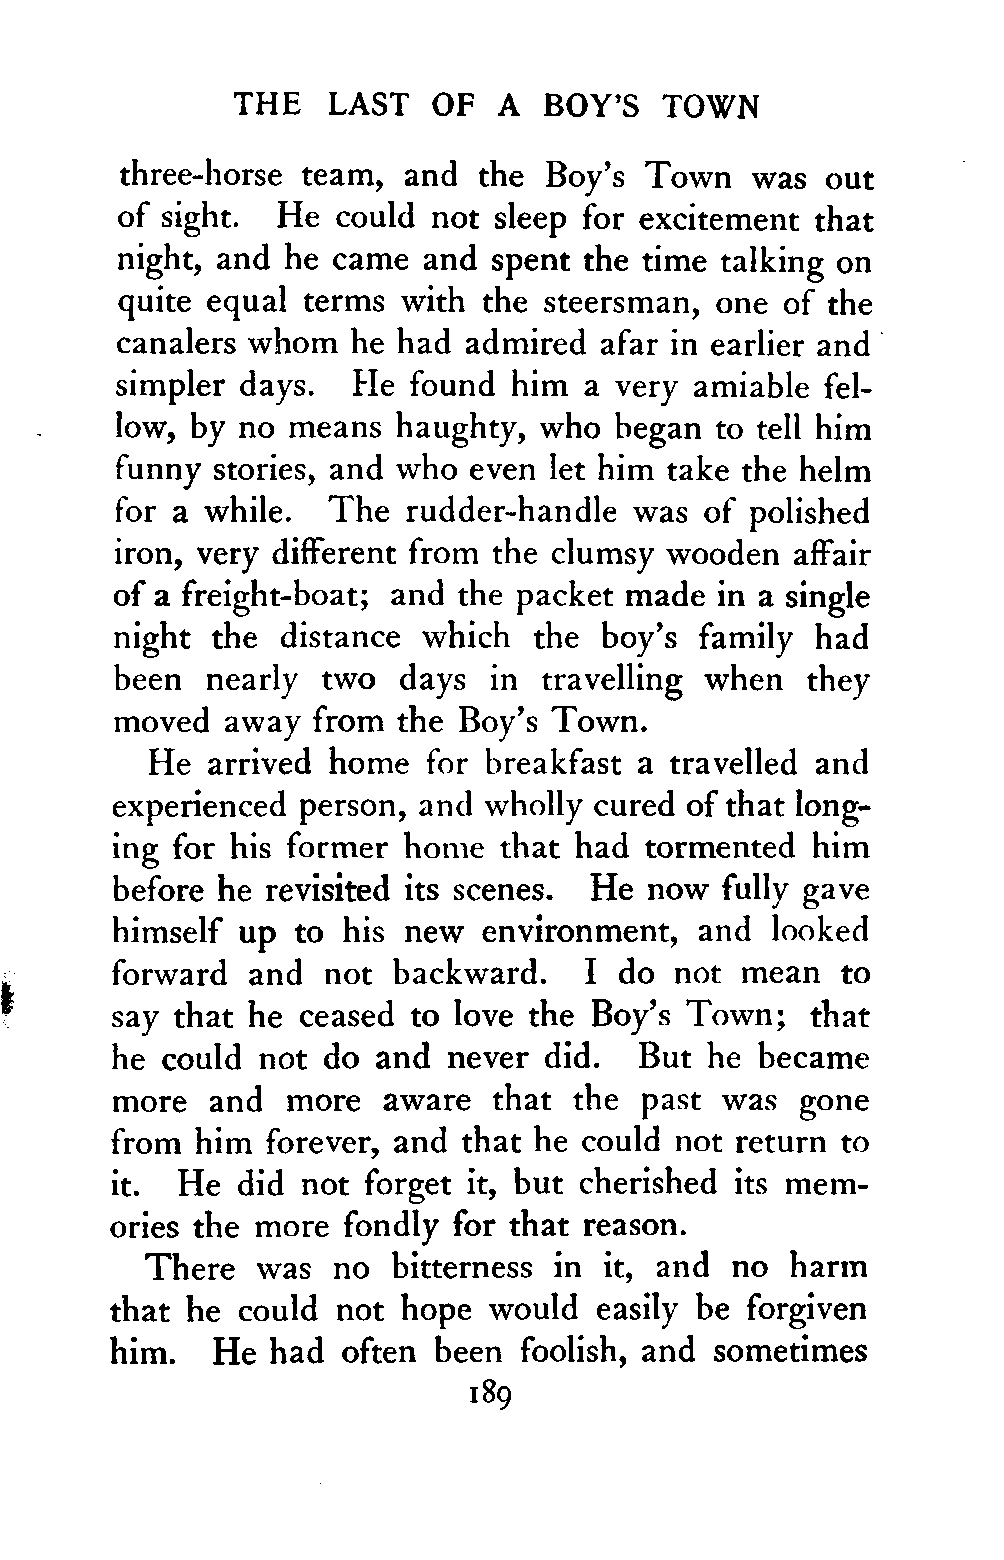 THE LAST OF A BOY'S TOWN
three-horse team, and the Boy's Town was out
of sight. He could not sleep for excitement that
night, and he came and spent the time talking on
quite equal terms with the steersman, one of the
canalers whom he had admired afar in earlier and
simpler days. He found him a very amiable fel-
low, by no means haughty, who began to tell him
funny stories, and who even let him take the helm
for a while. The rudder-handle was of polished
iron, very different from the clumsy wooden affair
of a freight-boat; and the packet made in a single
night the distance which the boy's family had
been nearly two days in travelling when they
moved away from the Boy's Town.
He arrived home for breakfast a travelled and
experienced person, and wholly cured of that long-
ing for his former home that had tormented him
before he revisited its scenes. He now fully gave
himself up to his new environment, and looked
forward and not backward. I do not mean to
say that he ceased to love the Boy's Town; that
he could not do and never did. But he became
more and more aware that the past was gone
from him forever, and that he could not return to
it. He did not forget it, but cherished its mem-
ories the more fondly for that reason.
There was no bitterness in it, and no harm
that he could not hope would easily be forgiven
him. He had often been foolish, and sometimes
189